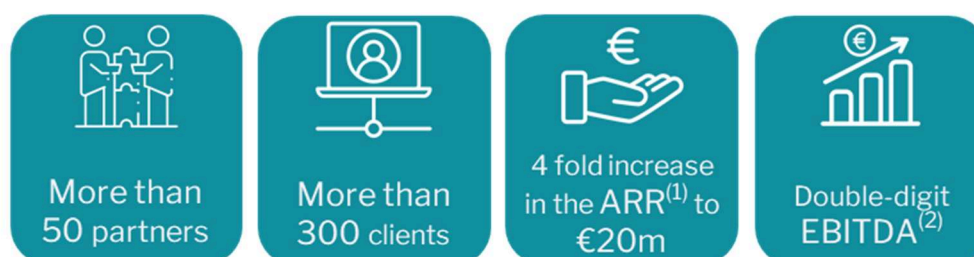 More than
50 partners
More than
300 clients
€
4 fold increase
in the ARR(1) to
€20m
€
Double-digit
EBITDA(2)